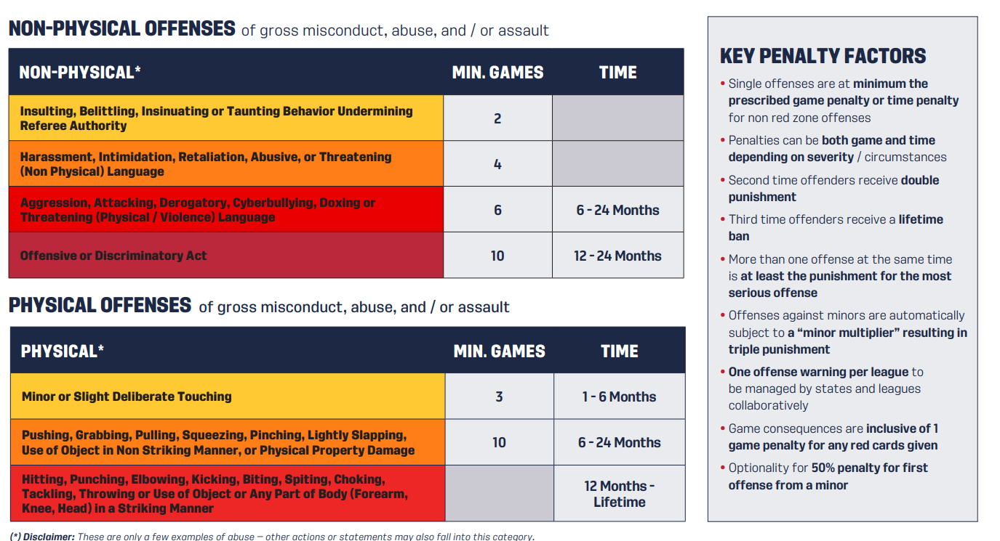 NON-PHYSICAL OFFENSES of gross misconduct, abuse, and / or assault
NON-PHYSICAL* MIN. GAMES TIME
Insulting, Belittling, Insinuating or Taunting Behavior Undermining
Referee Authority
2
Harassment, Intimidation, Retaliation, Abusive, or Threatening
(Non Physical) Language
4
Aggression, Attacking, Derogatory, Cyberbullying, Doxing or
Threatening (Physical / Violence) Language
6 6 - 24 Months
Offensive or Discriminatory Act 10 12 - 24 Months
PHYSICAL OFFENSES of gross misconduct, abuse, and / or assault
PHYSICAL* MIN. GAMES TIME
Minor or Slight Deliberate Touching 3 1 - 6 Months
Pushing, Grabbing, Pulling, Squeezing, Pinching, Lightly Slapping,
Use of Object in Non Striking Manner, or Physical Property Damage
10 6 - 24 Months
Hitting, Punching, Elbowing, Kicking, Biting, Spiting, Choking,
Tackling, Throwing or Use of Object or Any Part of Body (Forearm,
Knee, Head) in a Striking Manner
12 Months -
Lifetime
(*) Disclaimer: These are only a few examples of abuse – other actions or statements may also fall into this category.
KEY PENALTY FACTORS
• Single offenses are at minimum the
prescribed game penalty or time penalty
for non red zone offenses
• Penalties can be both game and time
depending on severity / circumstances
• Second time offenders receive double
punishment
• Third time offenders receive a lifetime
ban
• More than one offense at the same time
is at least the punishment for the most
serious offense
• Offenses against minors are automatically
subject to a “minor multiplier” resulting in
triple punishment
• One offense warning per league to
be managed by states and leagues
collaboratively
• Game consequences are inclusive of 1
game penalty for any red cards given
• Optionality for 50% penalty for first
offense from a minor